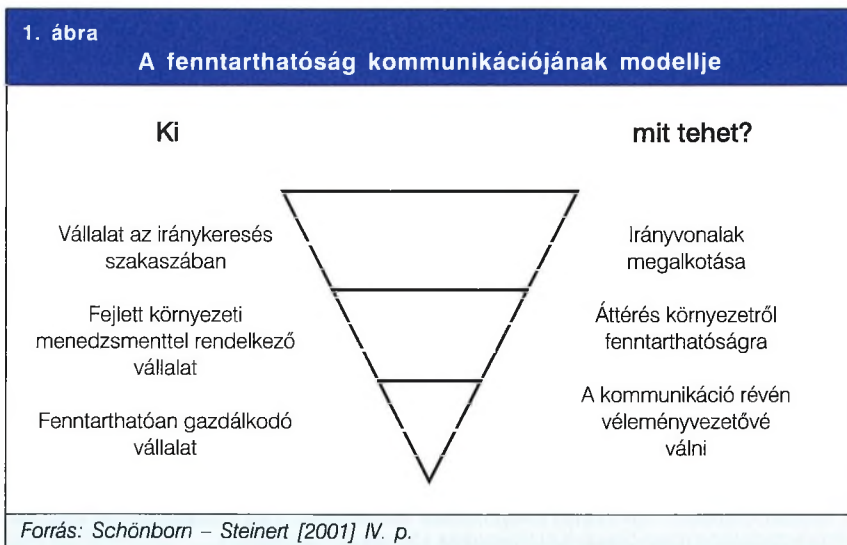 1. ábra
A fenntarthatóság kommunikációjának modellje
Ki
mit tehet?
Vállalat az iránykeresés
szakaszában
Irányvonalak
megalkotása
Fejlett környezeti
menedzsmenttel rendelkező
vállalat
Áttérés környezetről
fenntarthatóságra
Fenntarthatóan gazdálkodó
vállalat
A kommunikáció révén
véleményvezetővé
válni
Forrás: Schönborn – Steinert [2001] IV. p.